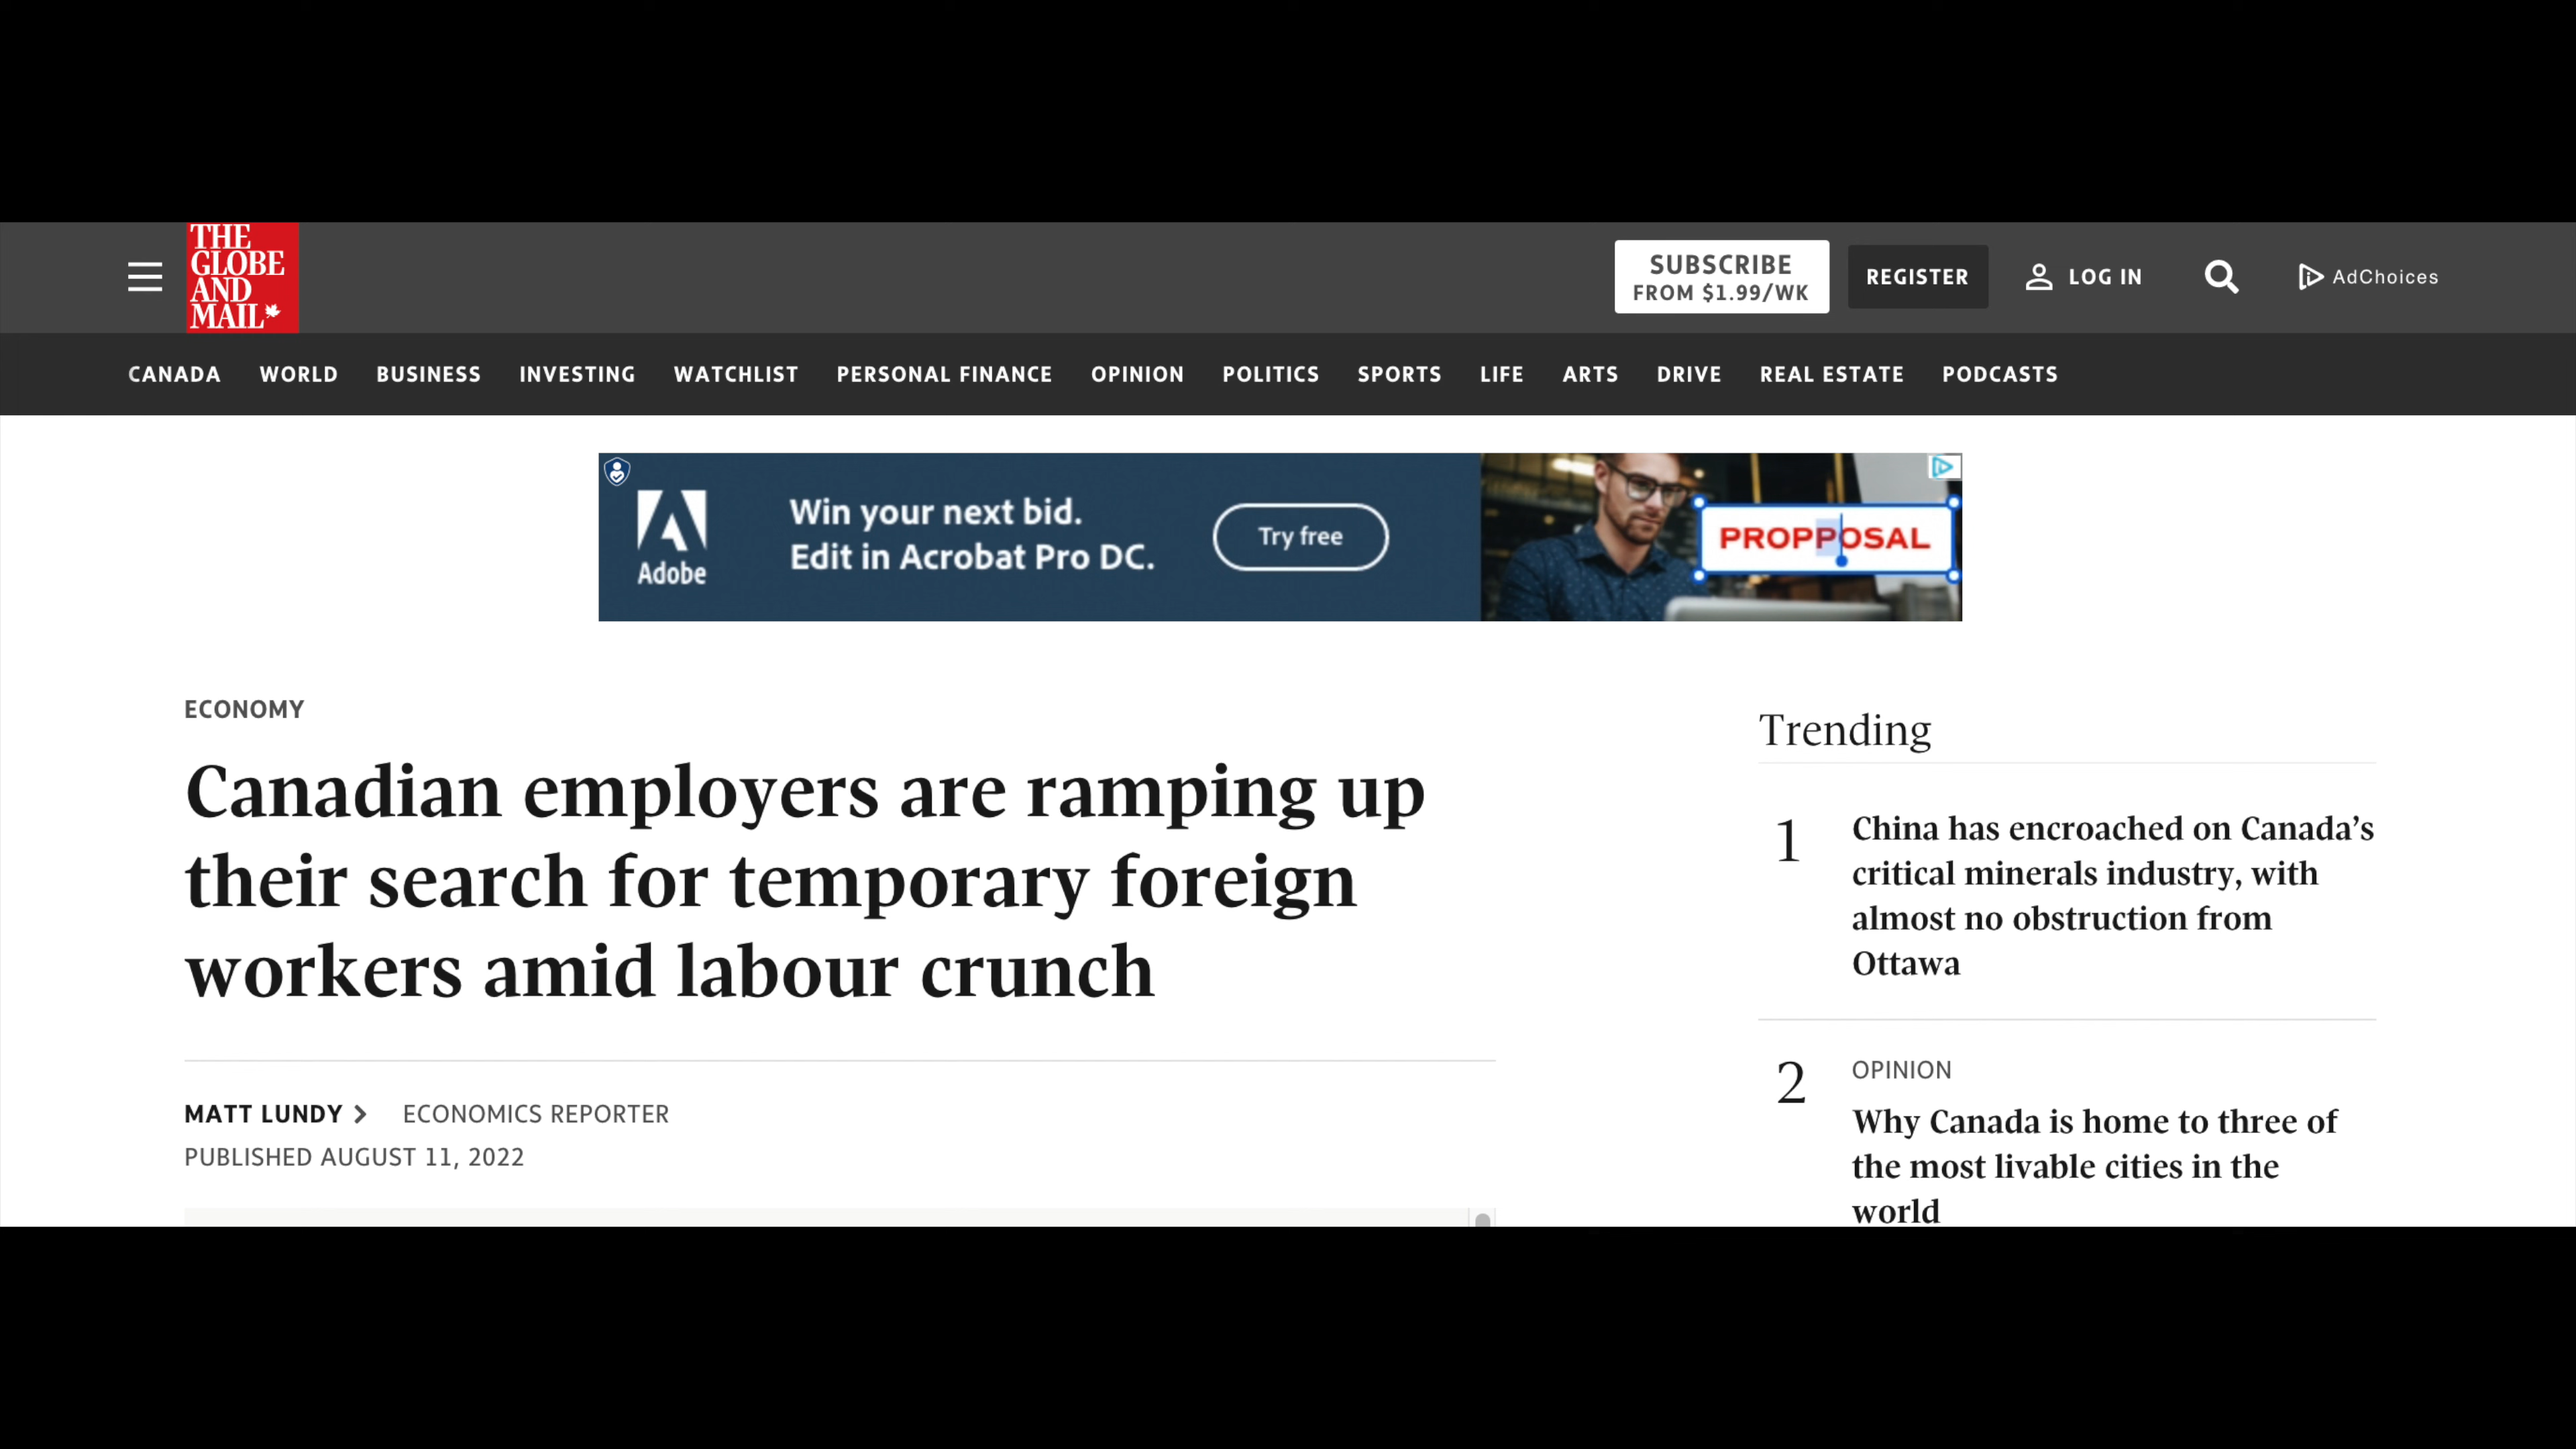 THE
GLOBE
AND
MAIL
SUBSCRIBE
FROM $1.99/WK
REGISTER
LOG IN
AdChoices
CANADA WORLD BUSINESS INVESTING WATCHLIST PERSONAL FINANCE OPINION POLITICS SPORTS LIFE ARTS DRIVE REAL ESTATE PODCASTS
Adobe
Win your next bid.
Edit in Acrobat Pro DC.
Try free
PROPPOSAL
ECONOMY
Canadian employers are ramping up
their search for temporary foreign
workers amid labour crunch
MATT LUNDY ECONOMICS REPORTER
PUBLISHED AUGUST 11, 2022
Trending
1
China has encroached on Canada’s
critical minerals industry, with
almost no obstruction from
Ottawa
2
OPINION
Why Canada is home to three of
the most livable cities in the
world